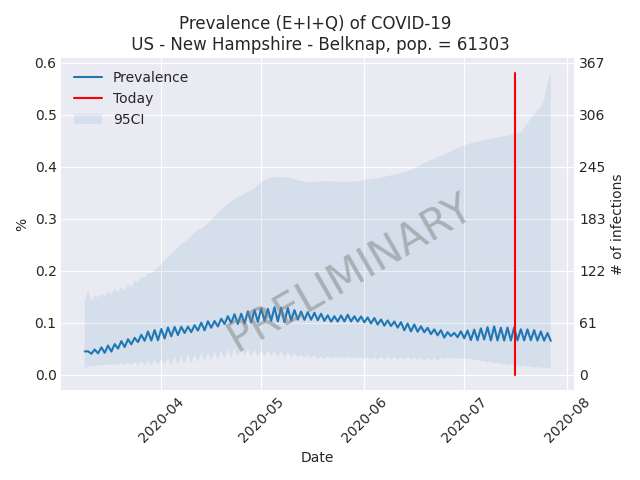 Prevalence (E+I+Q) of COVID-19
US - New Hampshire - Belknap, pop. = 61303
Prevalence
Today
95CI
0.6
0.5
0.4
0.3
0.2
0.1
0.0
%
367
306
245
183
122
61
0
# of infections
PRELIMINARY
2020-04
2020-05
2020-06
2020-07
2020-08
Date